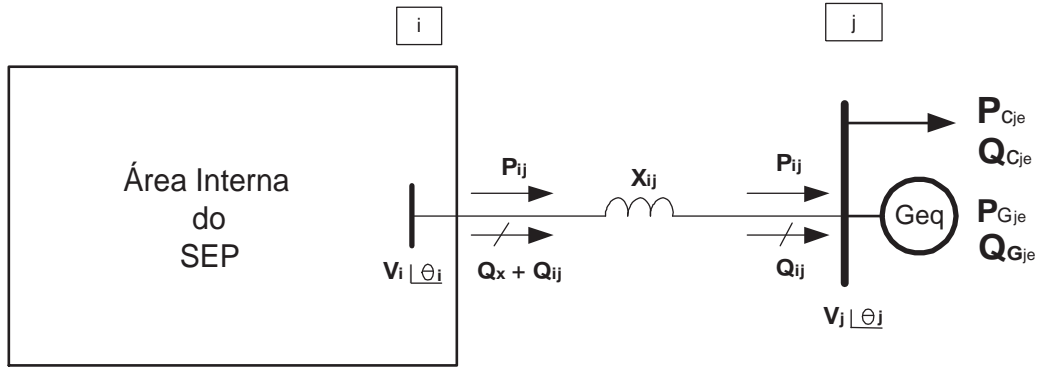 i
j
Área Interna
do
SEP
Pij
Qx + Qij
Vi θi
Xij
Pij
Qij
Vj θj
PCje
QCje
Geq
PGje
QGje